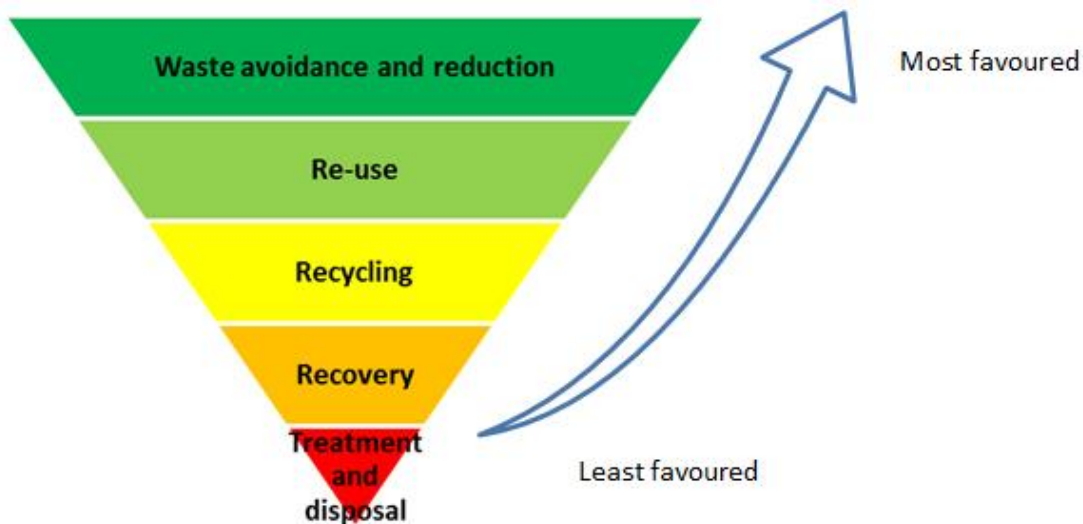 Waste avoidance and reduction
Most favoured
Re-use
Recycling
Recovery
Treatment
and
disposal
Least favoured